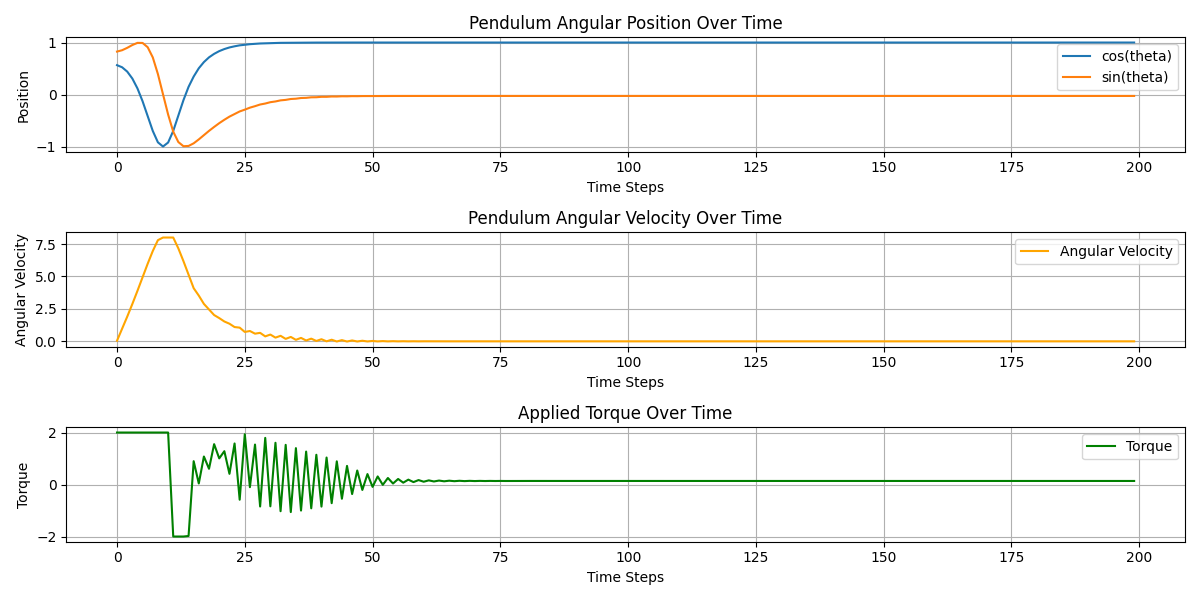 Pendulum Angular Position Over Time
1
0
−1
Position
cos(theta)
sin(theta)
0 25 50 75 100 125 150 175 200
Time Steps
Pendulum Angular Velocity Over Time
7.5
5.0
2.5
0.0
Angular Velocity
Angular Velocity
0 25 50 75 100 125 150 175 200
Time Steps
Applied Torque Over Time
2
0
−2
Torque
Torque
0 25 50 75 100 125 150 175 200
Time Steps